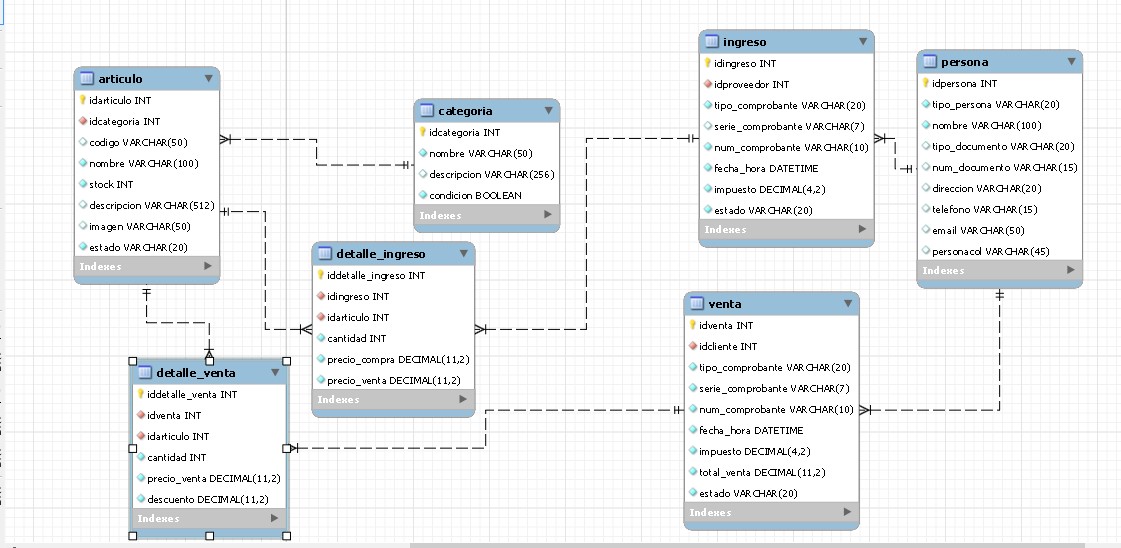 articulo
idarticulo INT
idcategoria INT
codigo VARCHAR(50)
nombre VARCHAR(100)
stock INT
descripcion VARCHAR(512)
imagen VARCHAR(50)
estado VARCHAR(20)
Indexes
categoria
idcategoria INT
nombre VARCHAR(50)
descripcion VARCHAR(256)
condicion BOOLEAN
Indexes
ingreso
idingreso INT
idproveedor INT
tipo_comprobante VARCHAR(20)
serie_comprobante VARCHAR(7)
num_comprobante VARCHAR(10)
fecha_hora DATETIME
impuesto DECIMAL(4,2)
estado VARCHAR(20)
Indexes
persona
idpersona INT
tipo_persona VARCHAR(20)
nombre VARCHAR(100)
tipo_documento VARCHAR(20)
num_documento VARCHAR(15)
direccion VARCHAR(20)
telefono VARCHAR(15)
email VARCHAR(50)
personacol VARCHAR(45)
Indexes
detalle_ingreso
iddetalle_ingreso INT
idingreso INT
idarticulo INT
cantidad INT
precio_compra DECIMAL(11,2)
precio_venta DECIMAL(11,2)
Indexes
venta
idventa INT
idcliente INT
tipo_comprobante VARCHAR(20)
serie_comprobante VARCHAR(7)
num_comprobante VARCHAR(10)
fecha_hora DATETIME
impuesto DECIMAL(4,2)
total_venta DECIMAL(11,2)
estado VARCHAR(20)
Indexes
detalle_venta
iddetalle_venta INT
idventa INT
idarticulo INT
cantidad INT
precio_venta DECIMAL(11,2)
descuento DECIMAL(11,2)
Indexes